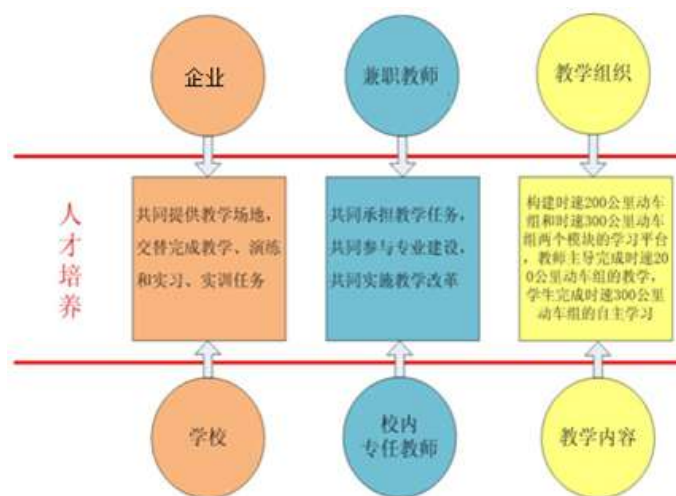 企业
兼职教师
教学组织
人才培养
共同提供教学场地,
交替完成教学、演练
和实习、实训任务
共同承担教学任务,
共同参与专业建设,
共同实施教学改革
构建时速200公里动车
组和时速300公里动车
组两个模块的学习平台
,教师主导完成时速20
0公里动车组的教学,
学生完成时速300公里
动车组的自主学习
学校
校内
专任教师
教学内容